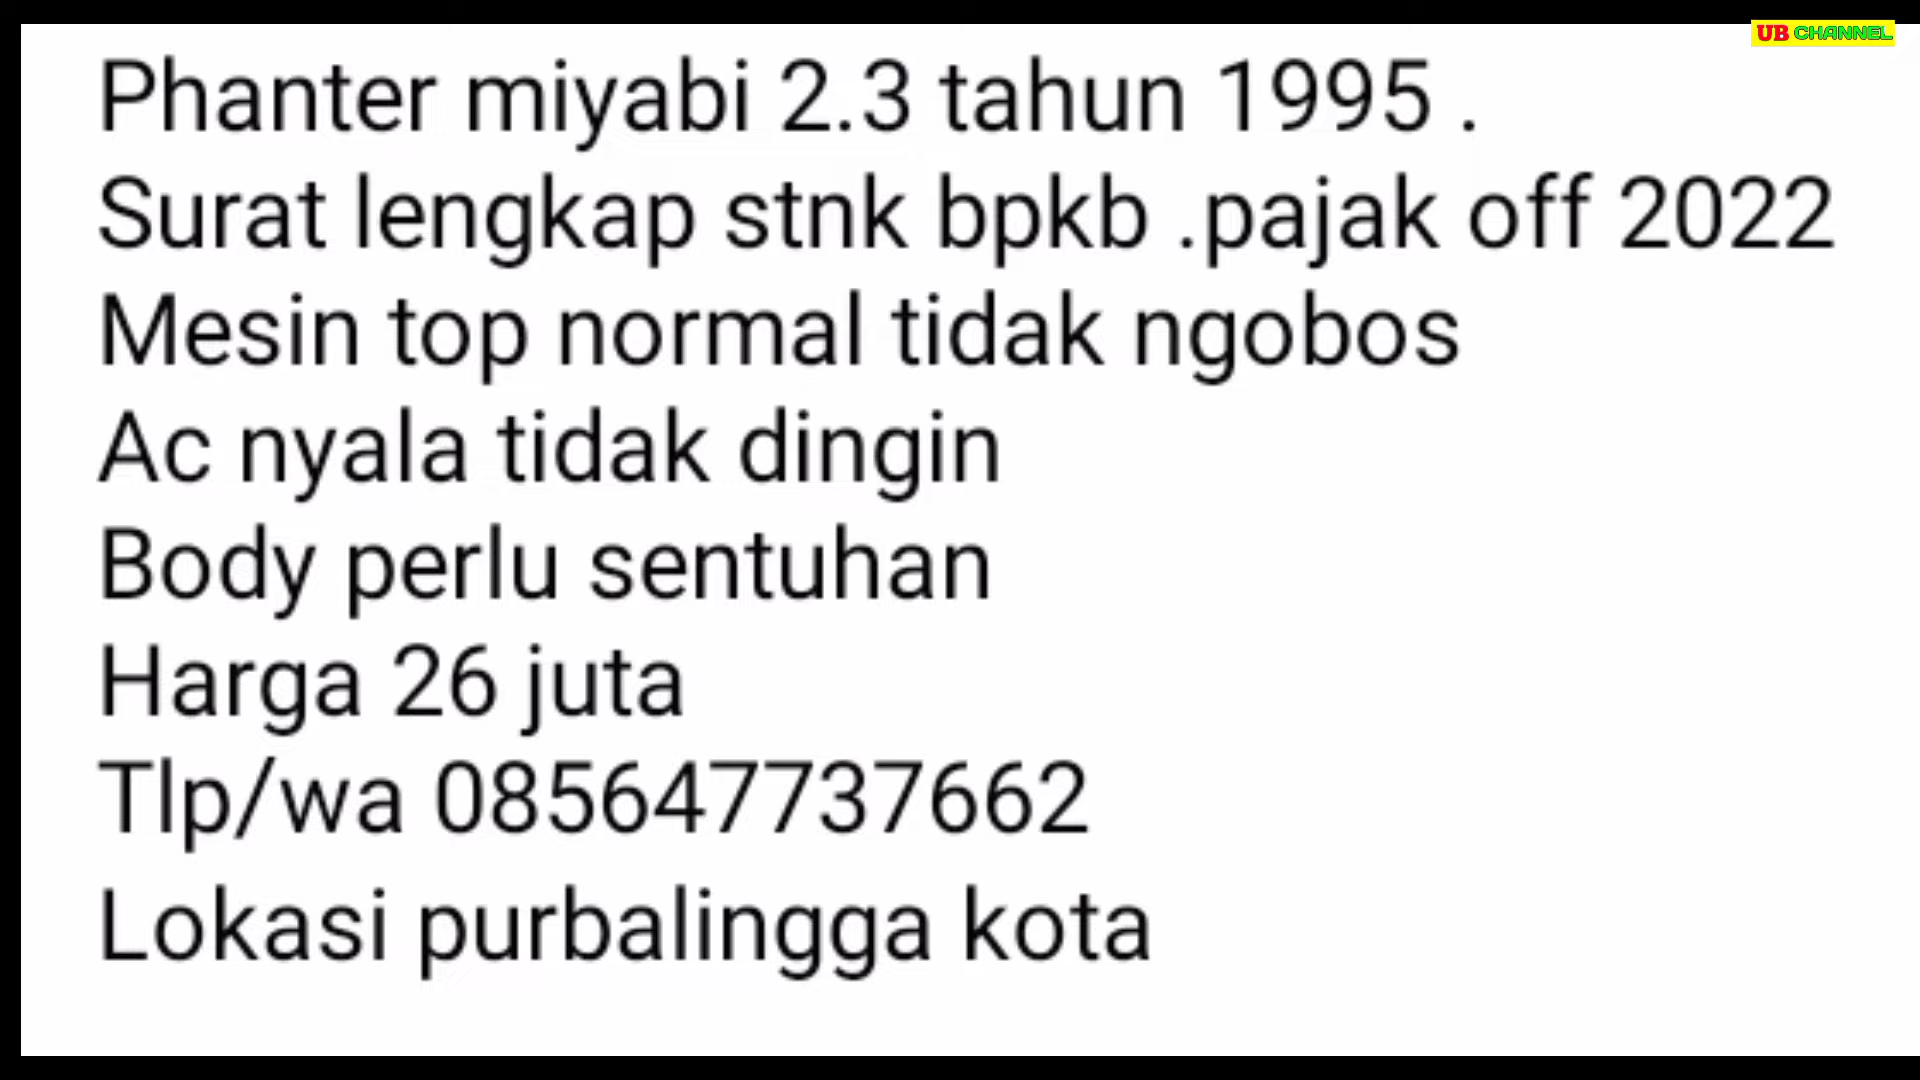 UB CHANNEL
Phanter miyabi 2.3 tahun 1995 .
Surat lengkap stnk bpkb .pajak off 2022
Mesin top normal tidak ngobos
Ac nyala tidak dingin
Body perlu sentuhan
Harga 26 juta
Tlp/wa 085647737662
Lokasi purbalingga kota